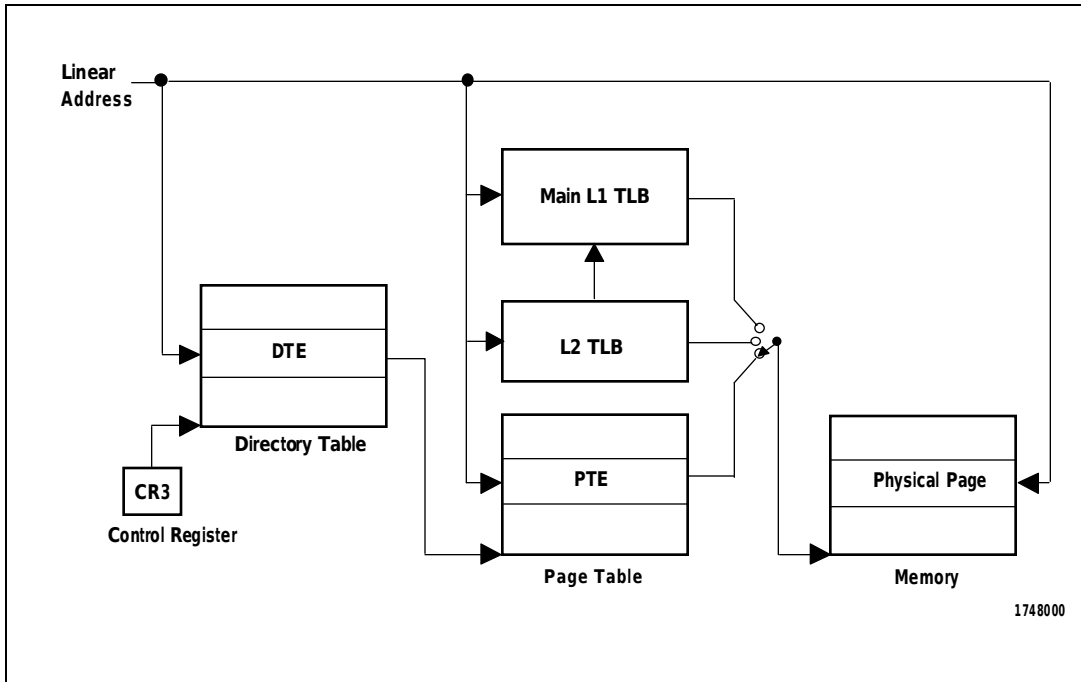 Linear
Address
Main L1 TLB
L2 TLB
DTE
Directory Table
CR3
Control Register
PTE
Page Table
Physical Page
Memory
1748000